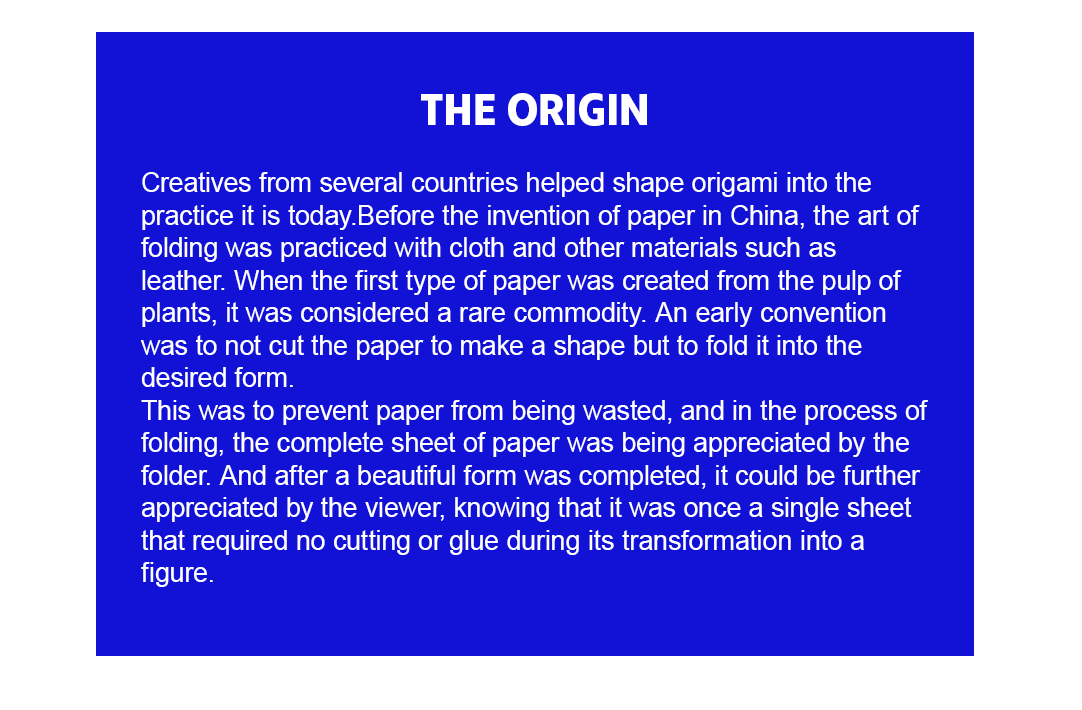 THE ORIGIN
Creatives from several countries helped shape origami into the
practice it is today.Before the invention of paper in China, the art of
folding was practiced with cloth and other materials such as
leather. When the first type of paper was created from the pulp of
plants, it was considered a rare commodity. An early convention
was to not cut the paper to make a shape but to fold it into the
desired form.
This was to prevent paper from being wasted, and in the process of
folding, the complete sheet of paper was being appreciated by the
folder. And after a beautiful form was completed, it could be further
appreciated by the viewer, knowing that it was once a single sheet
that required no cutting or glue during its transformation into a
figure.